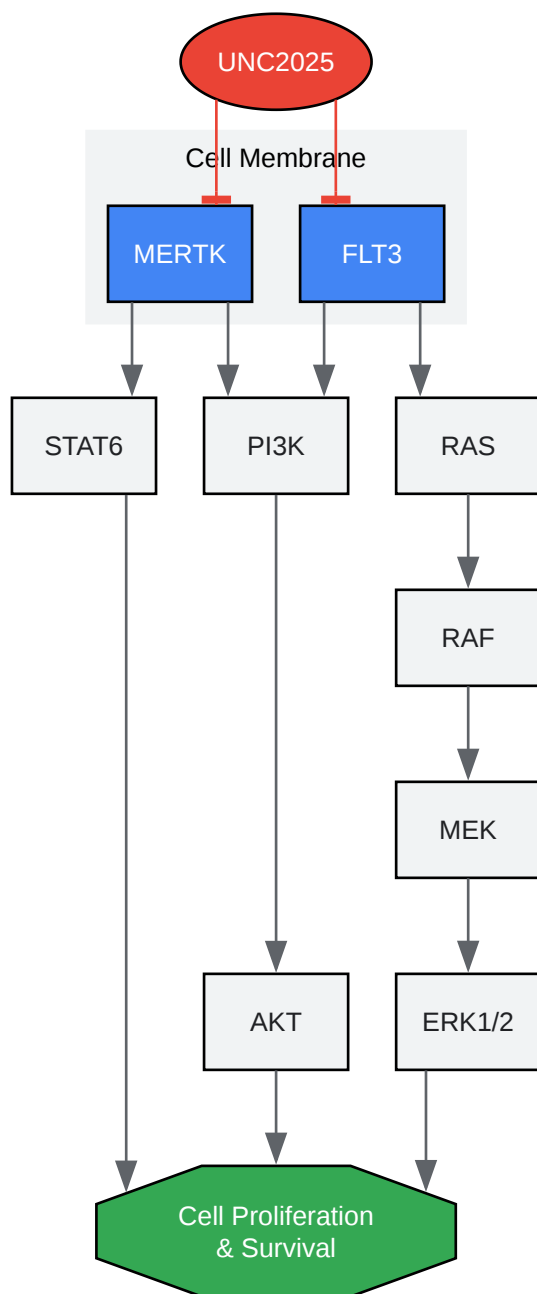 UNC2025
Cell Membrane
MERTK
FLT3
STAT6
PI3K
RAS
RAF
MEK
AKT
ERK1/2
Cell Proliferation
& Survival